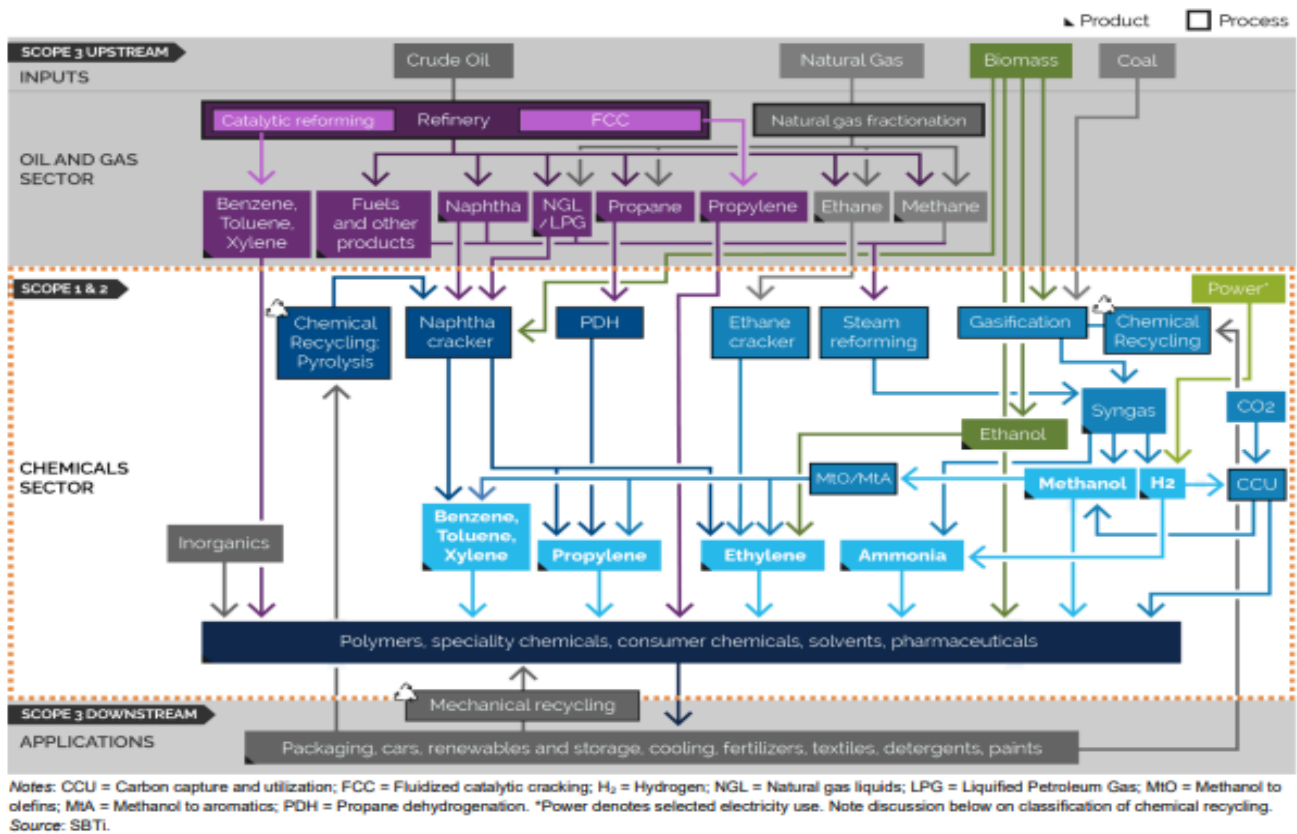 Product
Process
SCOPE 3 UPSTREAM
INPUTS
Crude Oil
Natural Gas
Biomass
Coal
OIL AND GAS
SECTOR
Catalytic reforming
Refinery
FCC
Natural gas fractionation
Benzene,
Toluene,
Xylene
Fuels
and other
products
Naphtha
NGL
/LPG
Propane
Propylene
Ethane
Methane
SCOPE 1 & 2
CHEMICALS
SECTOR
Power*
Chemical
Recycling:
Pyrolysis
Naphtha
cracker
PDH
Ethane
cracker
Steam
reforming
Gasification
Chemical
Recycling
Syngas
CO2
Ethanol
MtO/MtA
Methanol
H2
CCU
Inorganics
Benzene,
Toluene,
Xylene
Propylene
Ethylene
Ammonia
Polymers, speciality chemicals, consumer chemicals, solvents, pharmaceuticals
SCOPE 3 DOWNSTREAM
APPLICATIONS
Mechanical recycling
Packaging, cars, renewables and storage, cooling, fertilizers, textiles, detergents, paints
Notes: CCU = Carbon capture and utilization; FCC = Fluidized catalytic cracking; H₂ = Hydrogen; NGL = Natural gas liquids; LPG = Liquified Petroleum Gas; MtO = Methanol to
olefins; MtA = Methanol to aromatics; PDH = Propane dehydrogenation. *Power denotes selected electricity use. Note discussion below on classification of chemical recycling.
Source: SBTi.